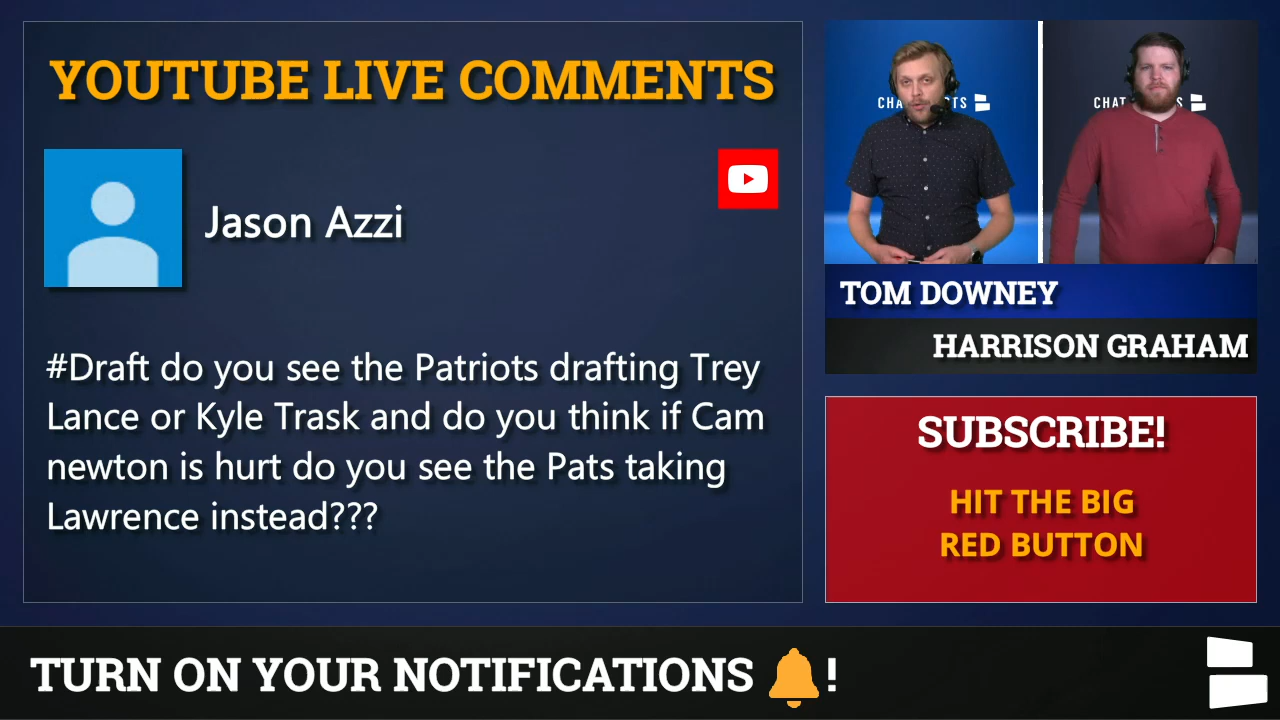 YOUTUBE LIVE COMMENTS
Jason Azzi
#Draft do you see the Patriots drafting Trey
Lance or Kyle Trask and do you think if Cam
newton is hurt do you see the Pats taking
Lawrence instead???
TOM DOWNEY
HARRISON GRAHAM
SUBSCRIBE!
HIT THE BIG
RED BUTTON
TURN ON YOUR NOTIFICATIONS !